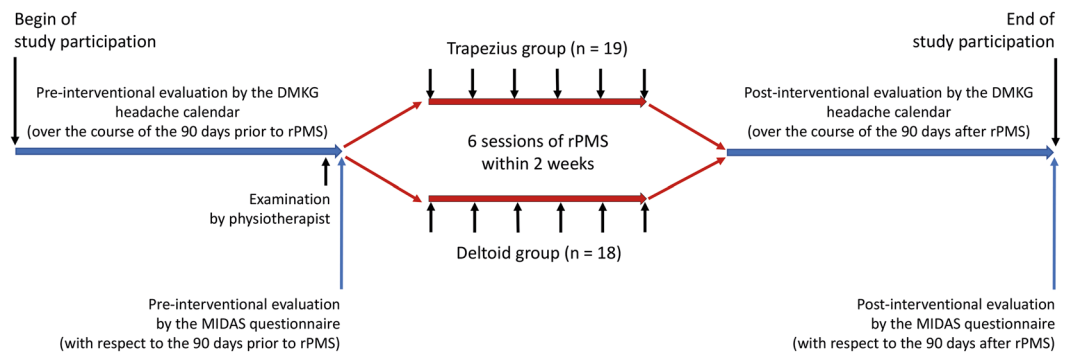 Begin of
study participation
Pre-interventional evaluation by the DMKG
headache calendar
(over the course of the 90 days prior to rPMS)
Examination
by physiotherapist
Pre-interventional evaluation
by the MIDAS questionnaire
(with respect to the 90 days prior to rPMS)
Trapezius group (n = 19)
6 sessions of rPMS
within 2 weeks
Deltoid group (n = 18)
End of
study participation
Post-interventional evaluation by the DMKG
headache calendar
(over the course of the 90 days after rPMS)
Post-interventional evaluation
by the MIDAS questionnaire
(with respect to the 90 days after rPMS)